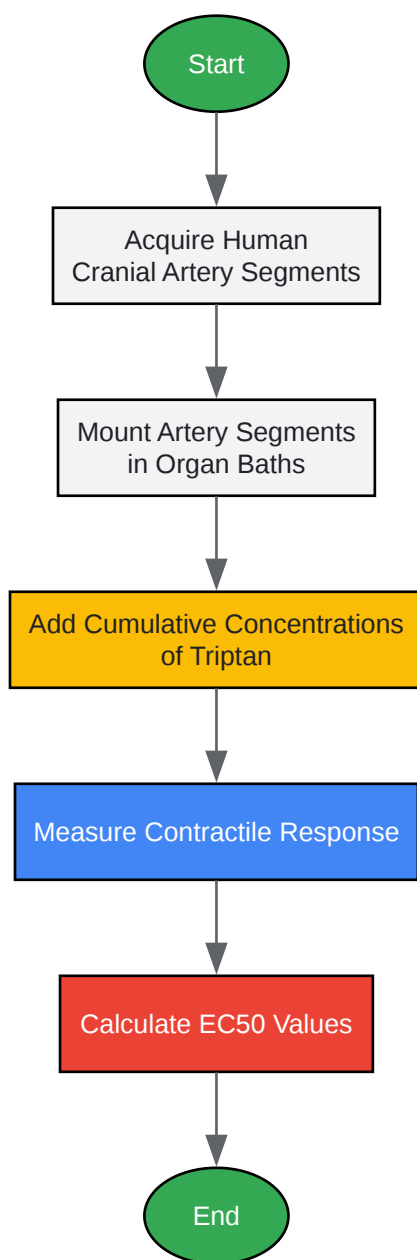 Start
Acquire Human
Cranial Artery Segments
Mount Artery Segments
in Organ Baths
Add Cumulative Concentrations
of Triptan
Measure Contractile Response
Calculate EC50 Values
End